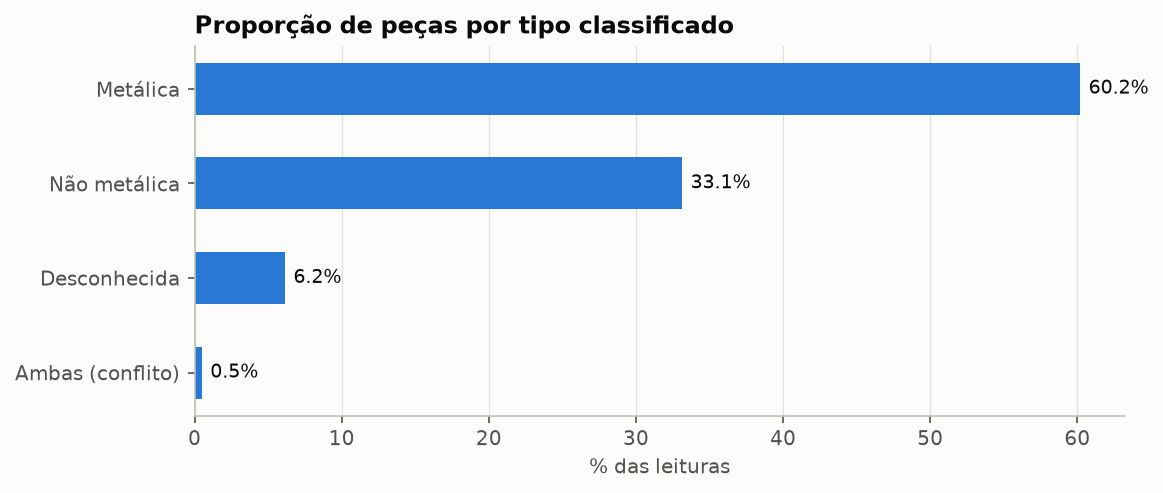 Proporção de peças por tipo classificado
Metálica
60.2%
Não metálica
33.1%
Desconhecida
6.2%
Ambas (conflito)
0.5%
0 10 20 30 40 50 60
% das leituras